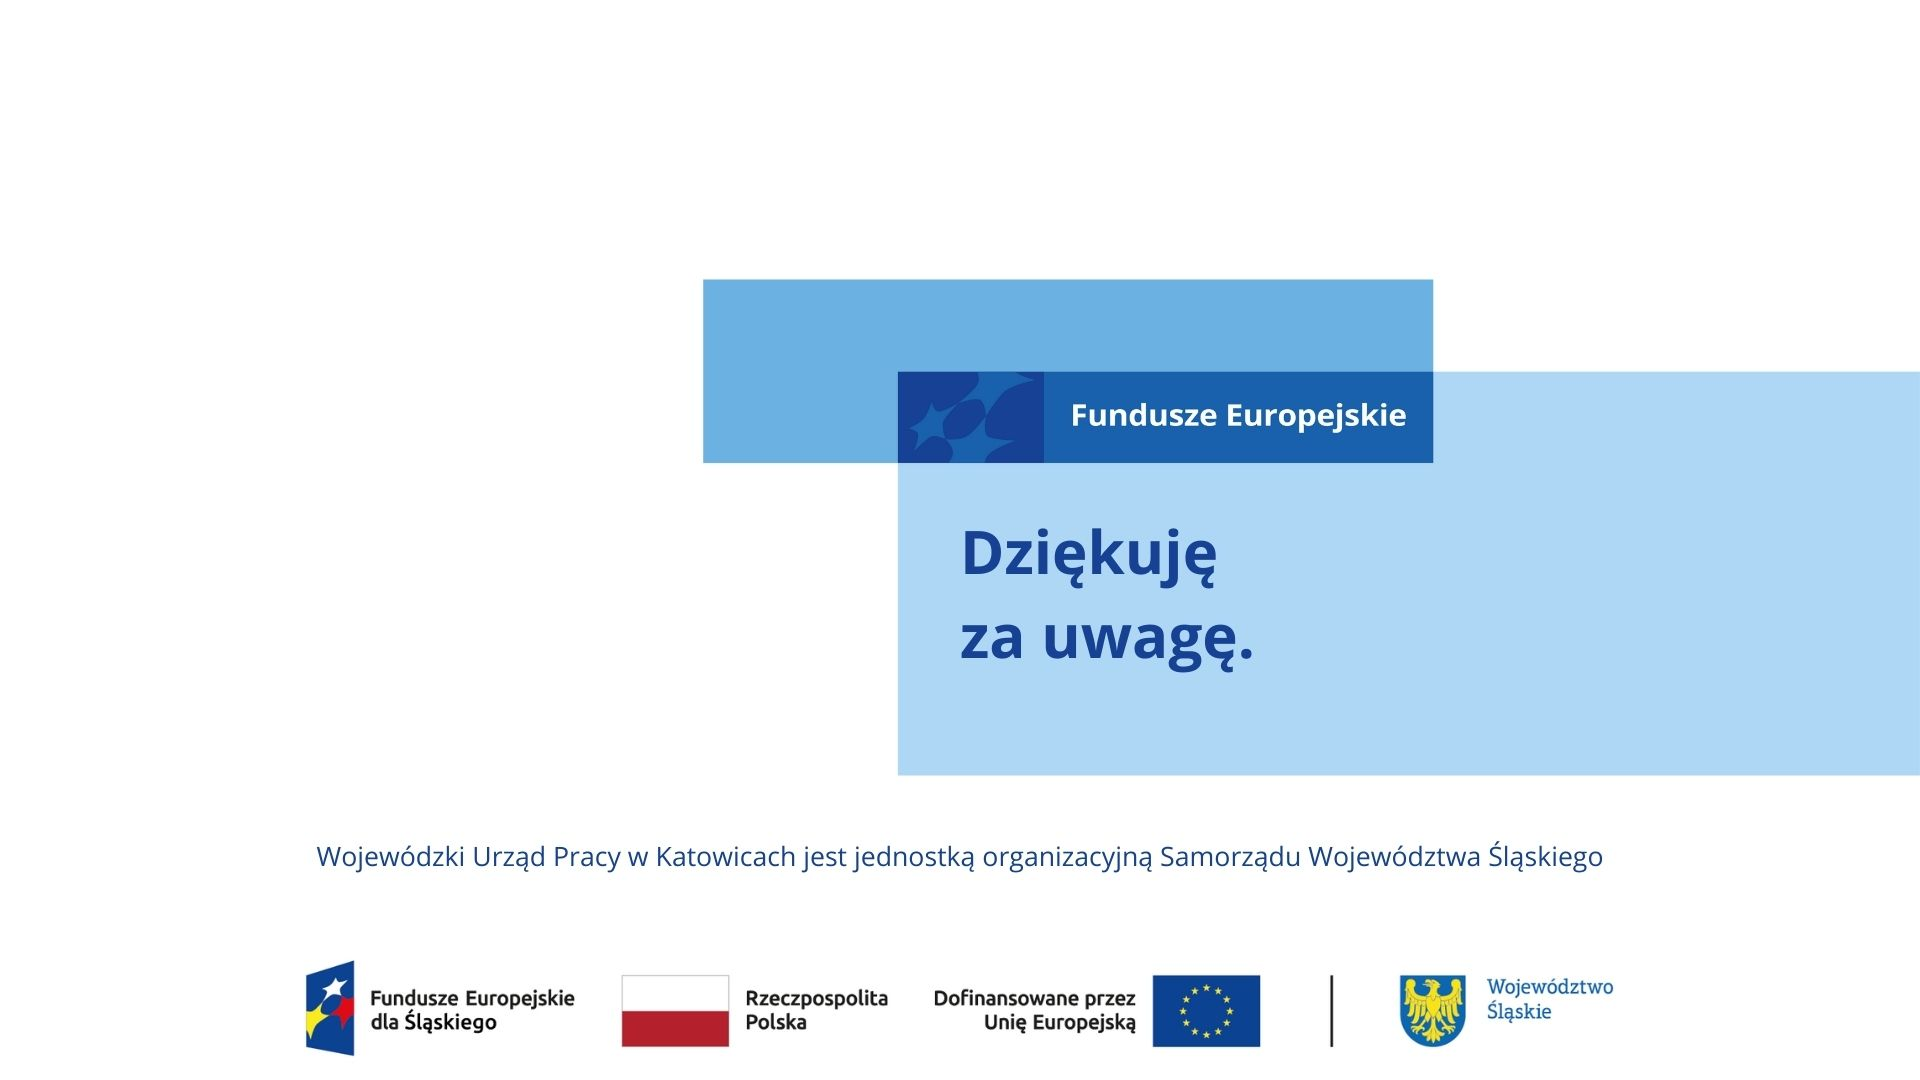 Fundusze Europejskie
Dziękuję
za uwagę.
Wojewódzki Urząd Pracy w Katowicach jest jednostką organizacyjną Samorządu Województwa Śląskiego
Fundusze Europejskie
dla Śląskiego
Rzeczpospolita
Polska
Dofinansowane przez
Unię Europejską
Województwo
Śląskie